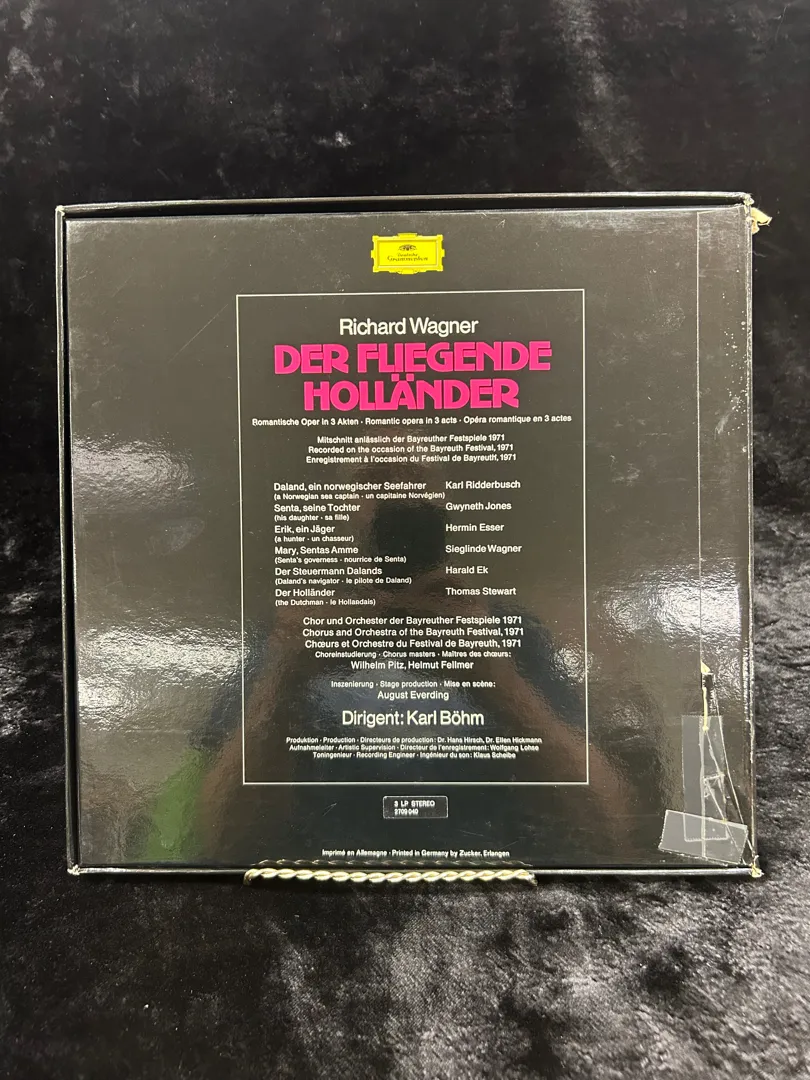 Deutsche
Grammophon
Richard Wagner
DER FLIEGENDE
HOLLÄNDER
Romantische Oper in 3 Akten · Romantic opera in 3 acts · Opéra romantique en 3 actes
Mitschnitt anlässlich der Bayreuther Festspiele 1971
Recorded on the occasion of the Bayreuth Festival, 1971
Enregistrement à l'occasion du Festival de Bayreuth, 1971
Daland, ein norwegischer Seefahrer Karl Ridderbusch
(a Norwegian sea captain · un capitaine Norvégien)
Senta, seine Tochter Gwyneth Jones
(his daughter · sa fille)
Erik, ein Jäger Hermin Esser
(a hunter · un chasseur)
Mary, Sentas Amme Sieglinde Wagner
(Senta's governess · nourrice de Senta)
Der Steuermann Dalands Harald Ek
(Daland's navigator · le pilote de Daland)
Der Holländer Thomas Stewart
(the Dutchman · le Hollandais)
Chor und Orchester der Bayreuther Festspiele 1971
Chorus and Orchestra of the Bayreuth Festival, 1971
Chœurs et Orchestre du Festival de Bayreuth, 1971
Choreinstudierung · Chorus masters · Maîtres des chœurs:
Wilhelm Pitz, Helmut Fellmer
Inszenierung · Stage production · Mise en scène:
August Everding
Dirigent: Karl Böhm
Produktion · Production · Directeurs de production: Dr. Hans Hirsch, Dr. Ellen Hickmann
Aufnahmeleiter · Artistic Supervision · Directeur de l'enregistrement: Wolfgang Lohse
Toningenieur · Recording Engineer · Ingénieur du son: Klaus Scheibe
3 LP STEREO
2709 040
Imprimé en Allemagne · Printed in Germany by Zucker, Erlangen